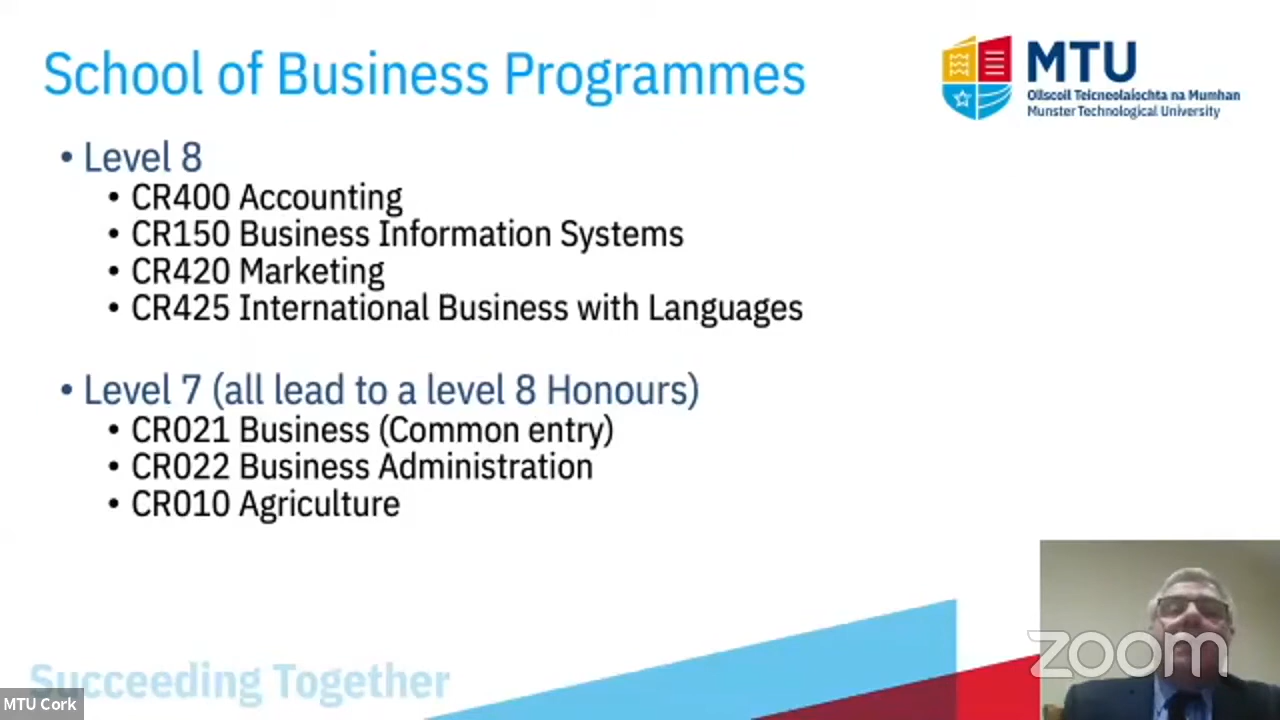 School of Business Programmes
MTU
Ollscoil Teicneolaíochta na Mumhan
Munster Technological University
• Level 8
• CR400 Accounting
• CR150 Business Information Systems
• CR420 Marketing
• CR425 International Business with Languages
• Level 7 (all lead to a level 8 Honours)
• CR021 Business (Common entry)
• CR022 Business Administration
• CR010 Agriculture
Succeeding Together
MTU Cork
zoom